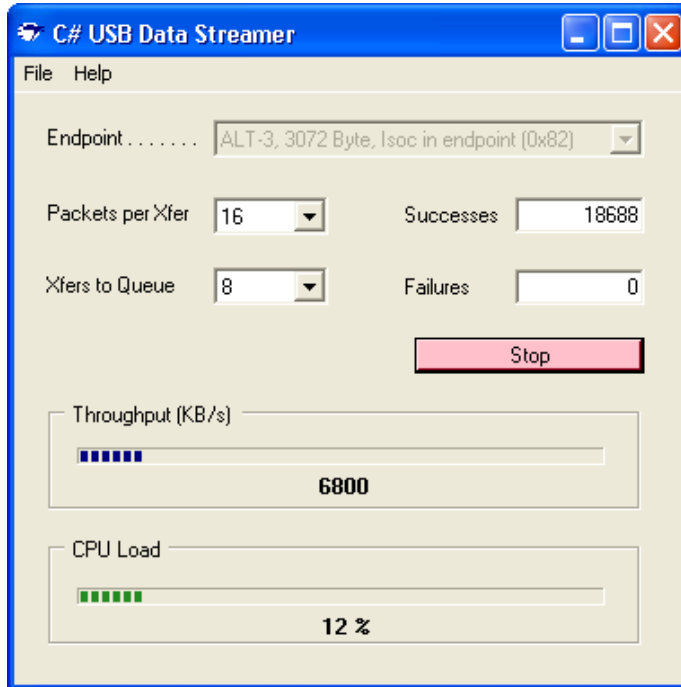 C# USB Data Streamer
File Help
Endpoint . . . . . . . ALT-3, 3072 Byte, Isoc in endpoint (0x82)
Packets per Xfer 16 Successes 18688
Xfers to Queue 8 Failures 0
Stop
Throughput (KB/s)
6800
CPU Load
12 %